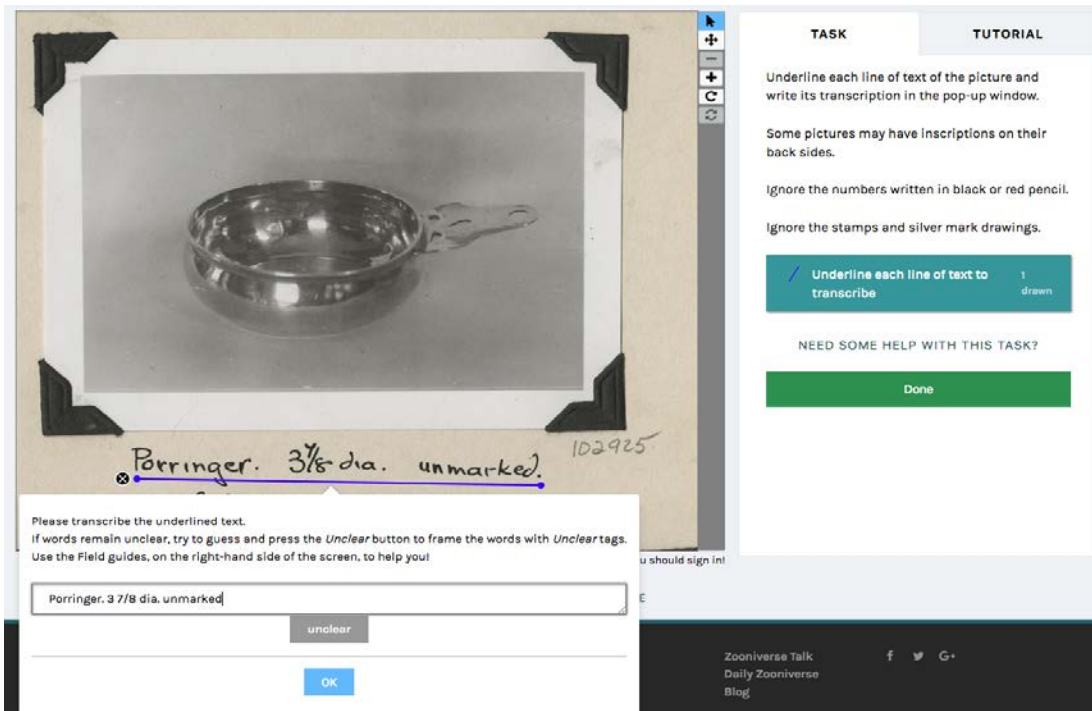 TASK
TUTORIAL
Underline each line of text of the picture and
write its transcription in the pop-up window.
Some pictures may have inscriptions on their
back sides.
Ignore the numbers written in black or red pencil.
Ignore the stamps and silver mark drawings.
Underline each line of text to
transcribe
1
drawn
NEED SOME HELP WITH THIS TASK?
Done
102925
Porringer. 3 7/8 dia. unmarked.
Please transcribe the underlined text.
If words remain unclear, try to guess and press the Unclear button to frame the words with Unclear tags.
Use the Field guides, on the right-hand side of the screen, to help you!
u should sign in!
Porringer. 3 7/8 dia. unmarked
E
unclear
OK
Zooniverse Talk
Daily Zooniverse
Blog
f
G+